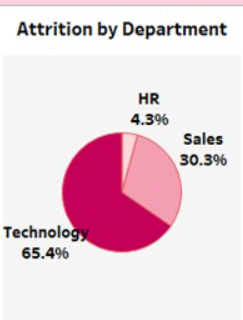 Attrition by Department
HR
4.3%
Sales
30.3%
Technology
65.4%